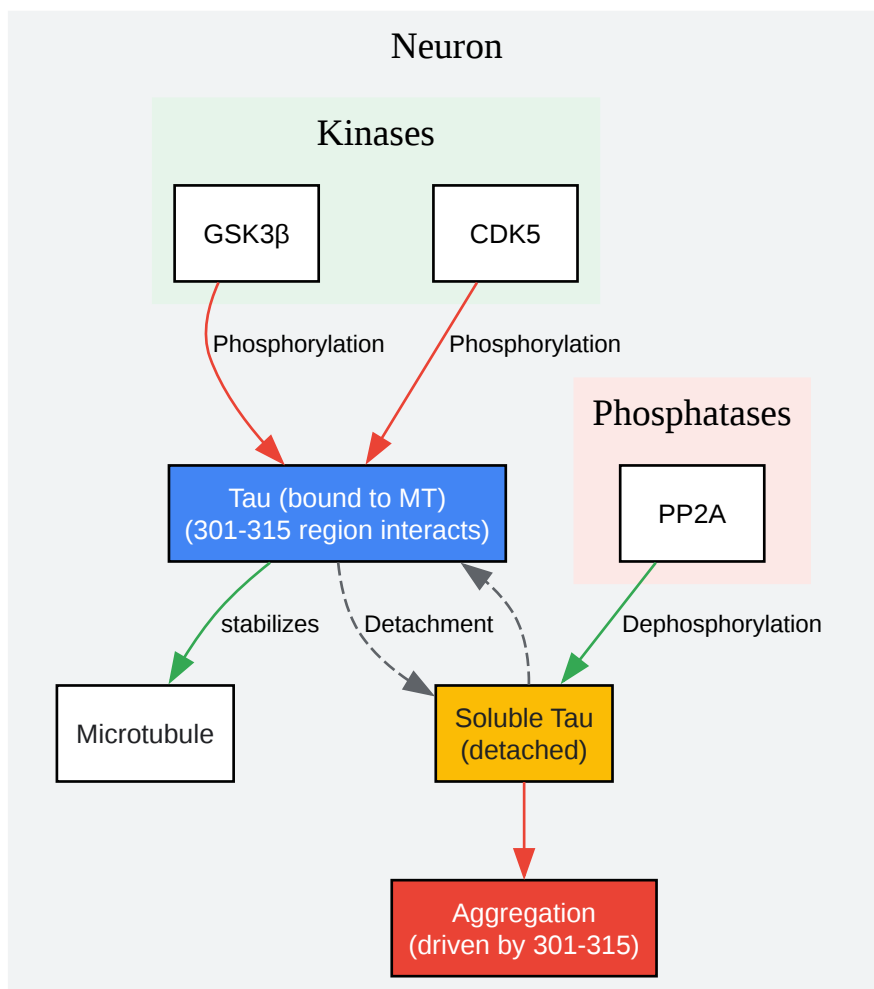 Neuron
Kinases
GSK3β
CDK5
Phosphorylation
Phosphorylation
Phosphatases
PP2A
Tau (bound to MT)
(301-315 region interacts)
stabilizes
Detachment
Dephosphorylation
Microtubule
Soluble Tau
(detached)
Aggregation
(driven by 301-315)